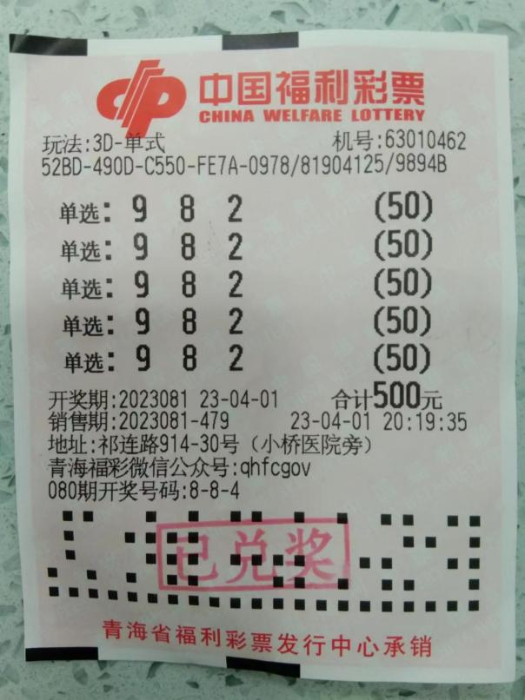 中国福利彩票
CHINA WELFARE LOTTERY
玩法:3D-单式 机号:63010462
52BD-490D-C550-FE7A-0978/81904125/9894B
单选: 9 8 2 (50)
单选: 9 8 2 (50)
单选: 9 8 2 (50)
单选: 9 8 2 (50)
单选: 9 8 2 (50)
开奖期:2023081 23-04-01 合计500元
销售期:2023081-479 23-04-01 20:19:35
地址:祁连路914-30号（小桥医院旁）
青海福彩微信公众号:qhfcgov
080期开奖号码:8-8-4
已兑奖
青海省福利彩票发行中心承销